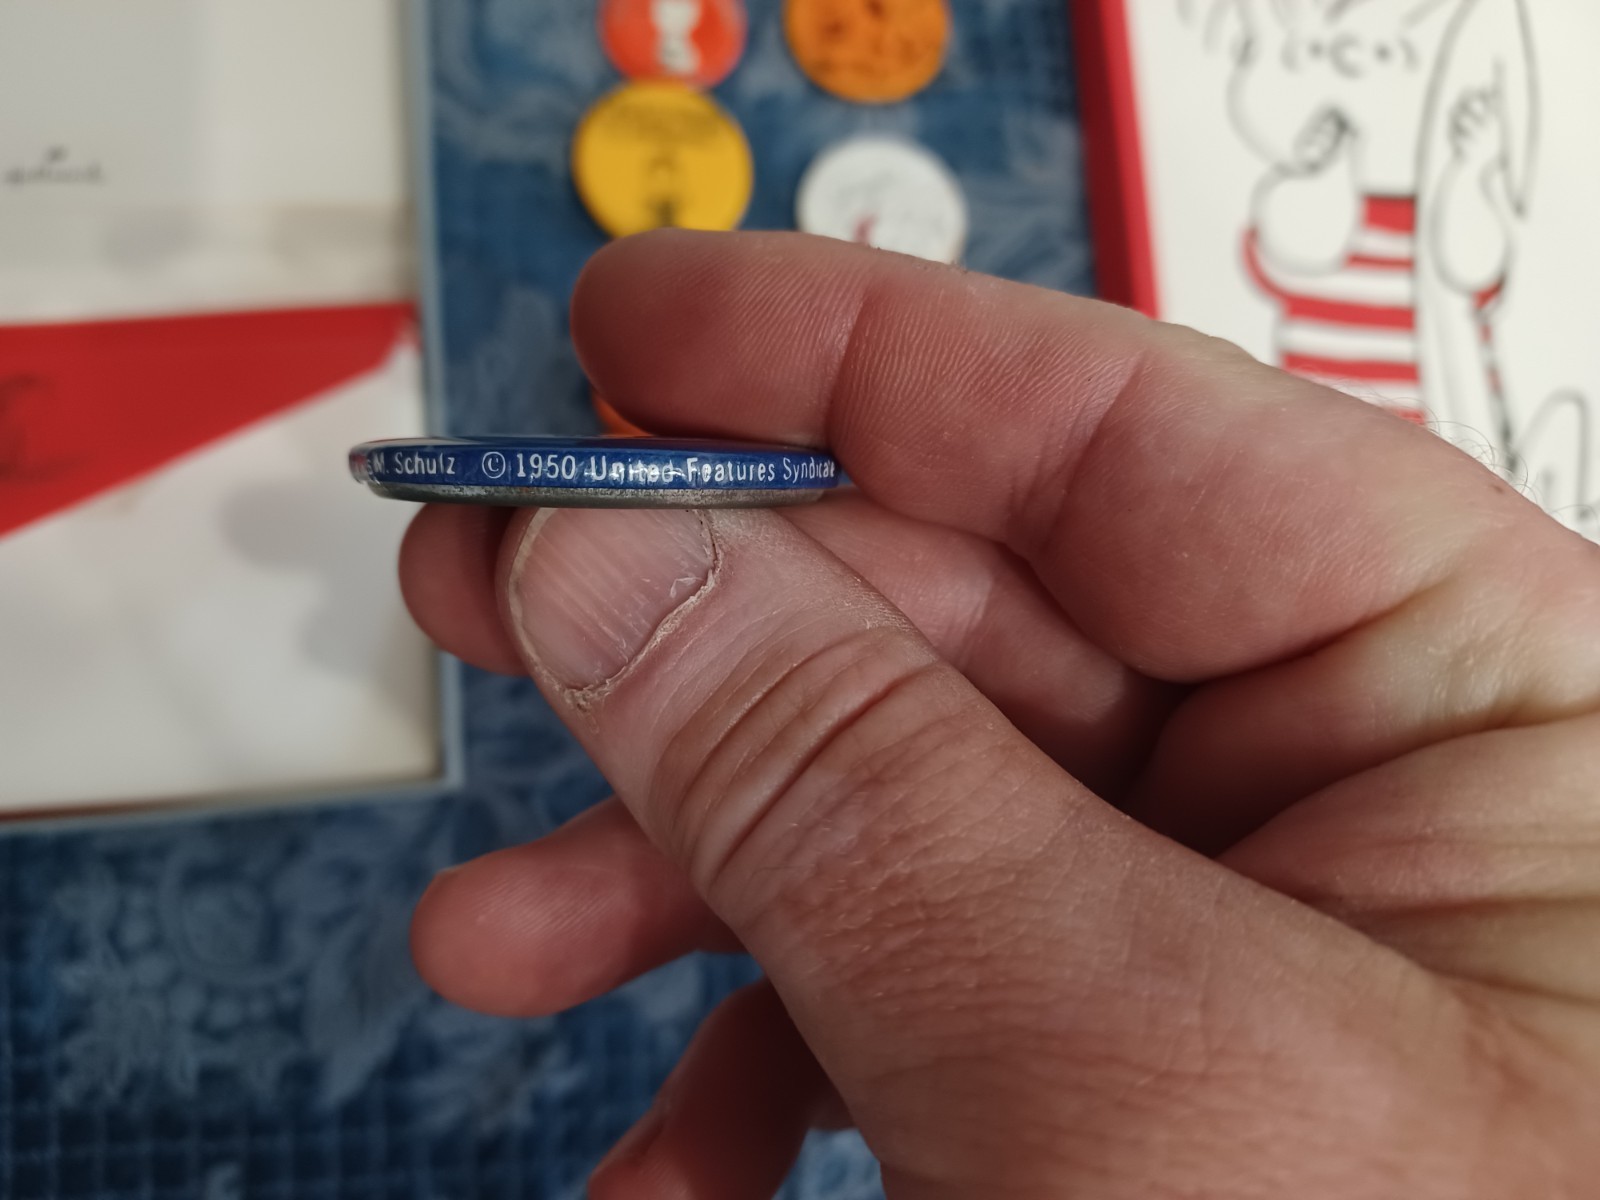 M. Schulz © 1950 United Features Syndicate